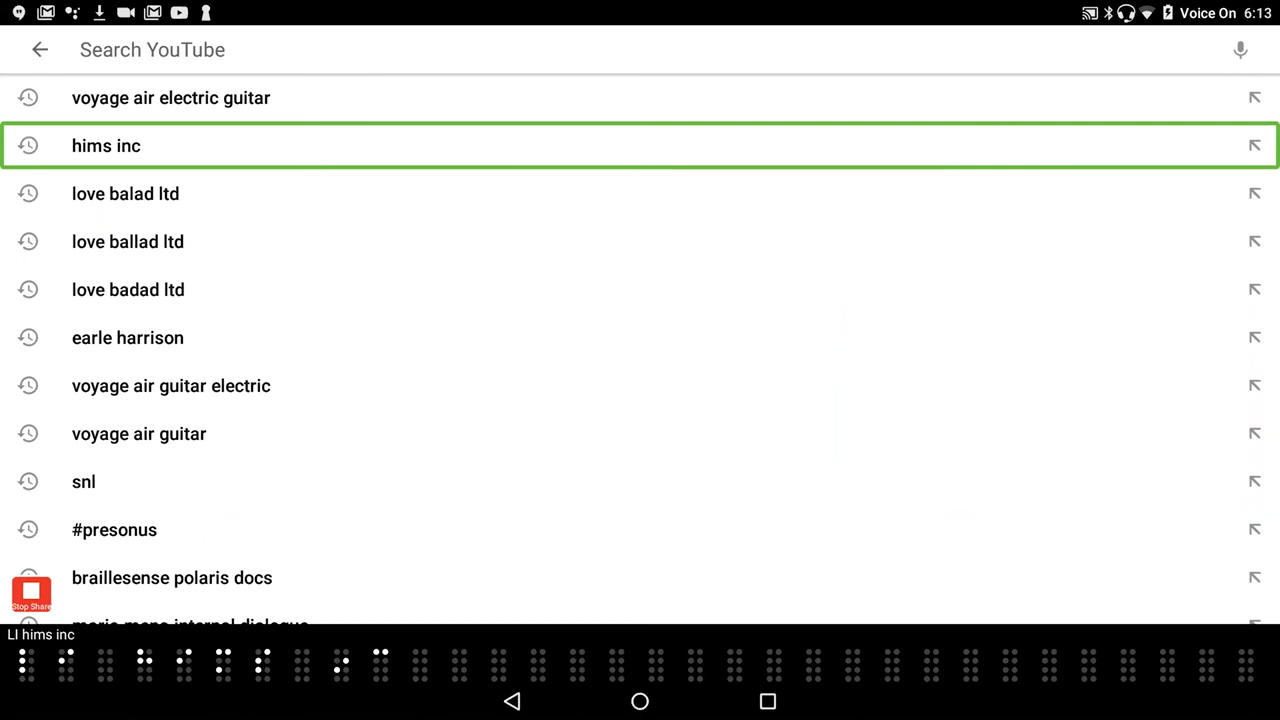 Voice On 6:13
Search YouTube
voyage air electric guitar
hims inc
love balad ltd
love ballad ltd
love badad ltd
earle harrison
voyage air guitar electric
voyage air guitar
snl
#presonus
braillesense polaris docs
Stop Share
LI hims inc